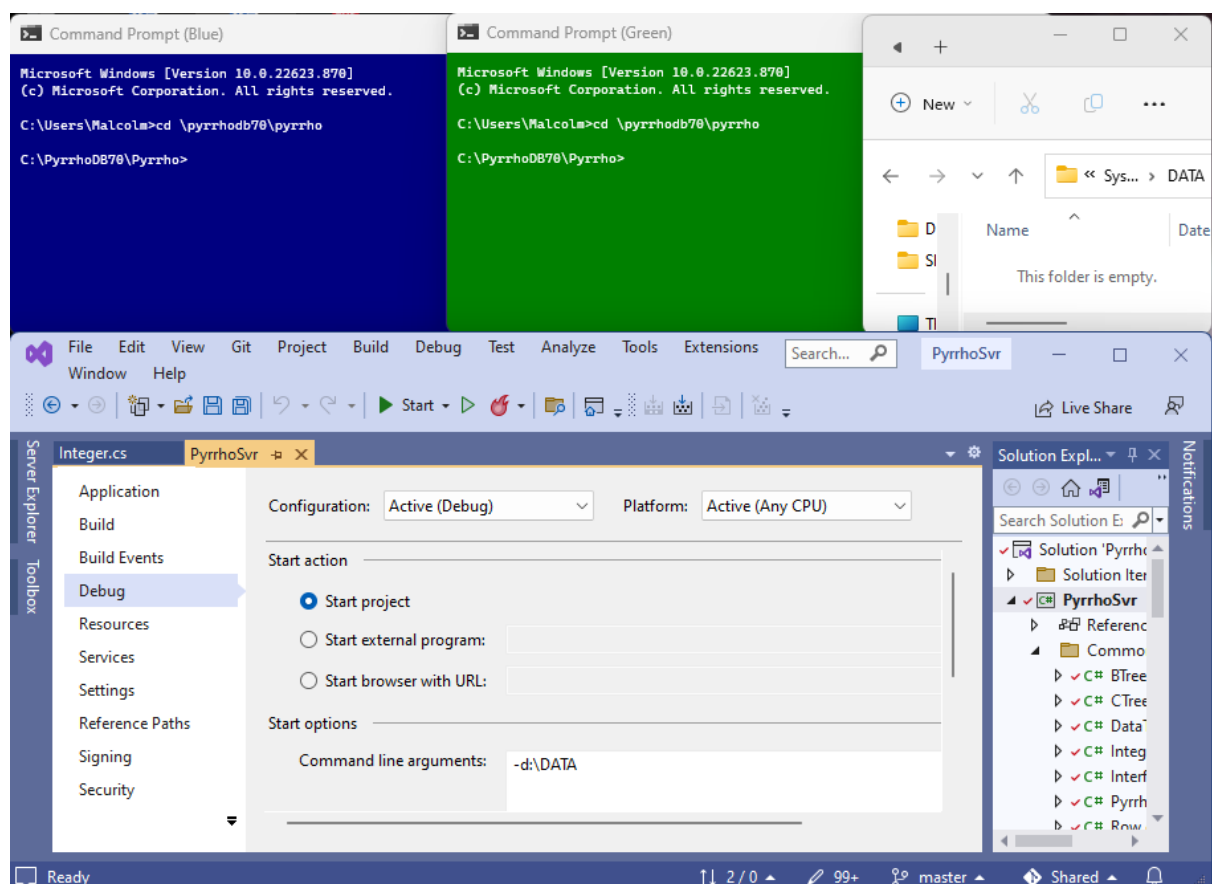 Command Prompt (Blue)
Microsoft Windows [Version 10.0.22623.870]
(c) Microsoft Corporation. All rights reserved.
C:\Users\Malcolm>cd \pyrrhodb70\pyrrho
C:\PyrrhoDB70\Pyrrho>
Command Prompt (Green)
Microsoft Windows [Version 10.0.22623.870]
(c) Microsoft Corporation. All rights reserved.
C:\Users\Malcolm>cd \pyrrhodb70\pyrrho
C:\PyrrhoDB70\Pyrrho>
New
« Sys... > DATA
D
Name
Date
SI
This folder is empty.
File Edit View Git Project Build Debug Test Analyze Tools Extensions
Search...
PyrrhoSvr
Window Help
Start
Live Share
Server Explorer
Toolbox
Integer.cs
PyrrhoSvr
Application
Build
Build Events
Debug
Resources
Services
Settings
Reference Paths
Signing
Security
Configuration: Active (Debug)
Platform: Active (Any CPU)
Start action
Start project
Start external program:
Start browser with URL:
Start options
Command line arguments: -d:\DATA
Solution Expl...
Search Solution E
Solution 'Pyrrho
Solution Iter
C# PyrrhoSvr
Referenc
Commo
C# BTree
C# CTree
C# DataT
C# Integ
C# Interf
C# Pyrrh
C# Row
Notifications
Ready
2 / 0
99+
master
Shared